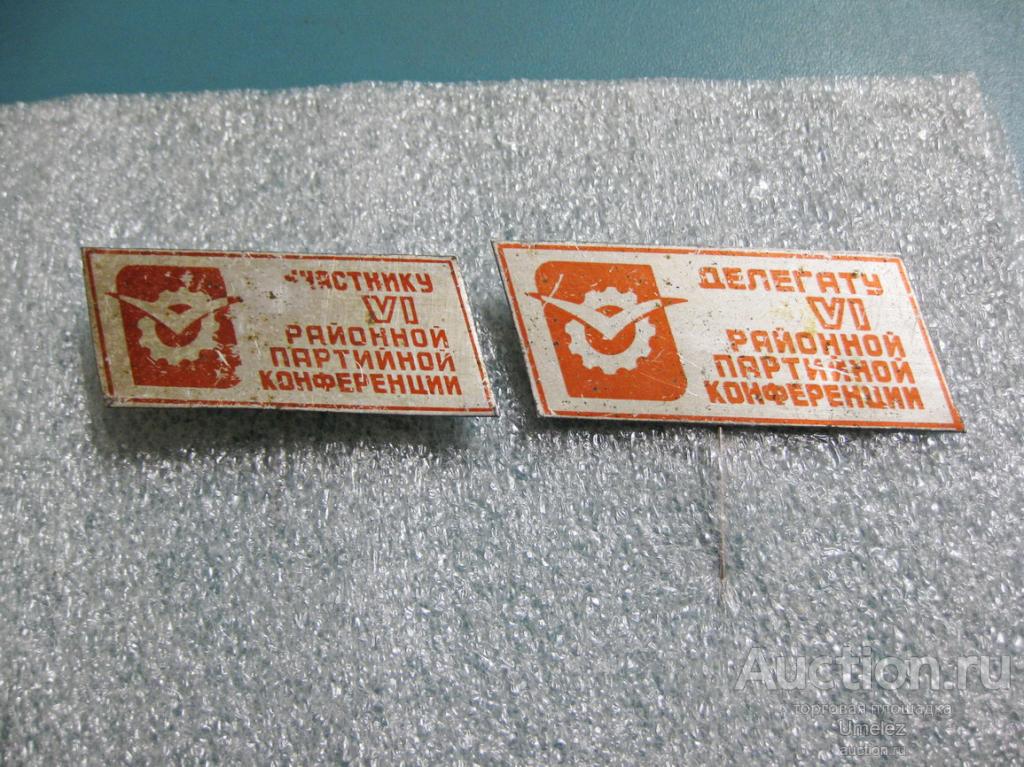 УЧАСТНИКУ
VI
РАЙОННОЙ
ПАРТИЙНОЙ
КОНФЕРЕНЦИИ
ДЕЛЕГАТУ
VI
РАЙОННОЙ
ПАРТИЙНОЙ
КОНФЕРЕНЦИИ
Auction.ru
торговая площадка
Umelez
auction.ru